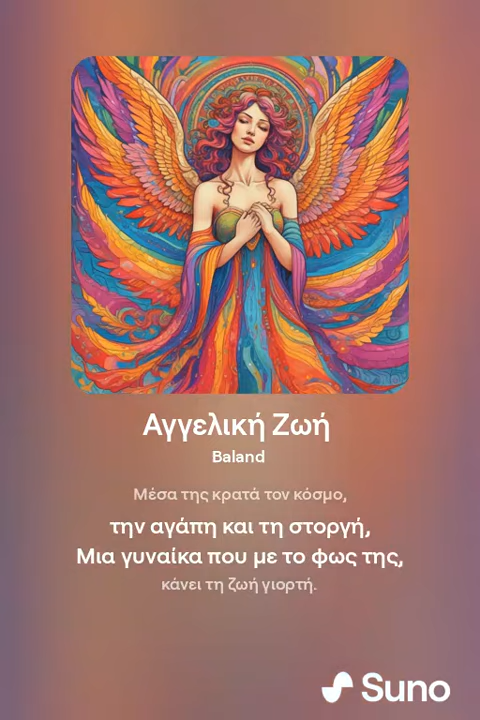 Αγγελική Ζωή
Baland
Μέσα της κρατά τον κόσμο,
την αγάπη και τη στοργή,
Μια γυναίκα που με το φως της,
κάνει τη ζωή γιορτή.
Suno